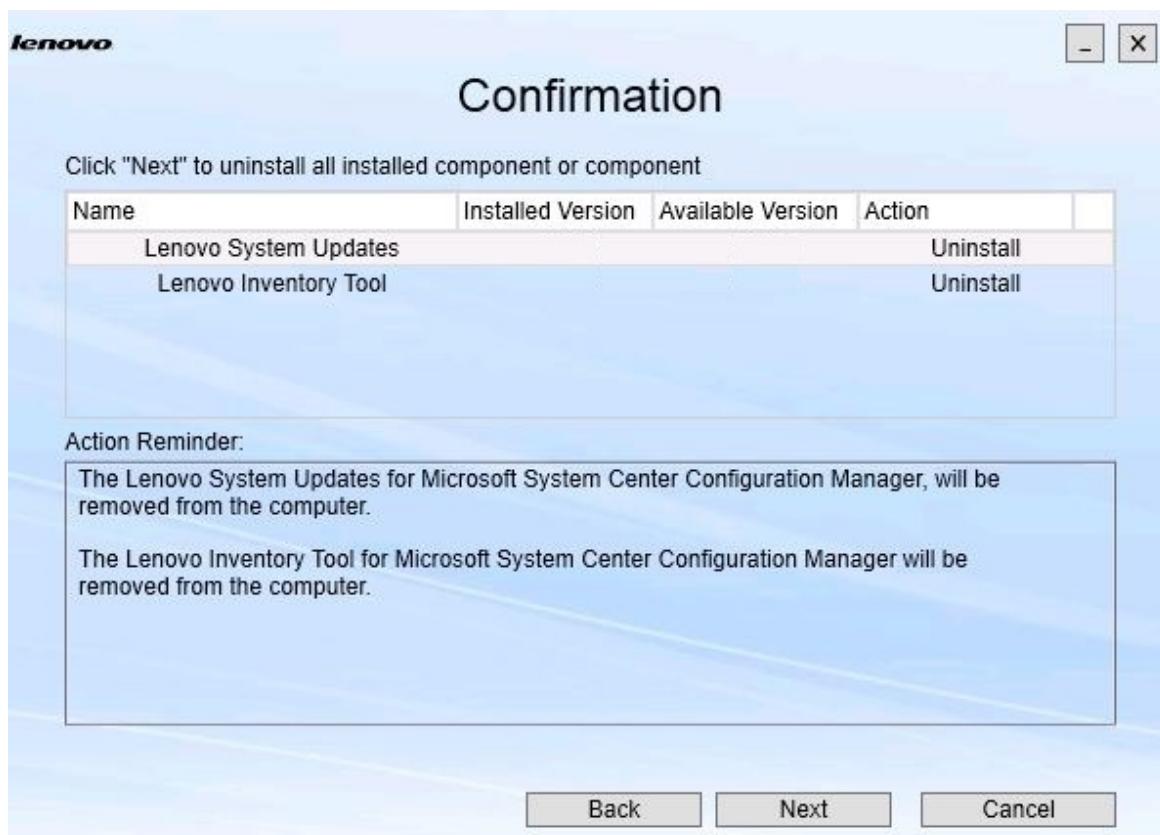 lenovo
Confirmation
Click "Next" to uninstall all installed component or component
Name Installed Version Available Version Action
Lenovo System Updates Uninstall
Lenovo Inventory Tool Uninstall
Action Reminder:
The Lenovo System Updates for Microsoft System Center Configuration Manager, will be
removed from the computer.
The Lenovo Inventory Tool for Microsoft System Center Configuration Manager will be
removed from the computer.
Back Next Cancel